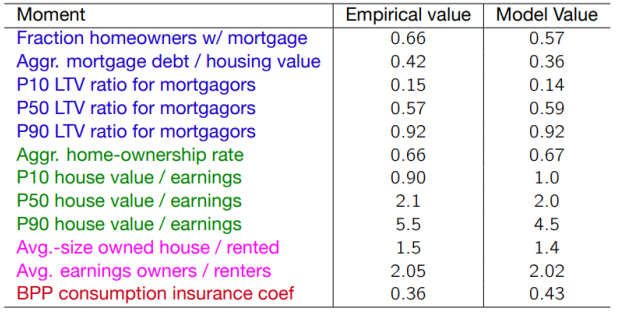 Moment Empirical value Model Value
Fraction homeowners w/ mortgage 0.66 0.57
Aggr. mortgage debt / housing value 0.42 0.36
P10 LTV ratio for mortgagors 0.15 0.14
P50 LTV ratio for mortgagors 0.57 0.59
P90 LTV ratio for mortgagors 0.92 0.92
Aggr. home-ownership rate 0.66 0.67
P10 house value / earnings 0.90 1.0
P50 house value / earnings 2.1 2.0
P90 house value / earnings 5.5 4.5
Avg.-size owned house / rented 1.5 1.4
Avg. earnings owners / renters 2.05 2.02
BPP consumption insurance coef 0.36 0.43